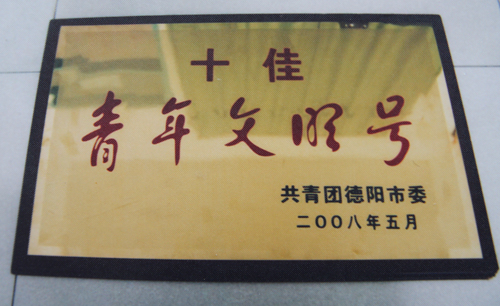 十佳
青年文明号
共青团德阳市委
二〇〇八年五月